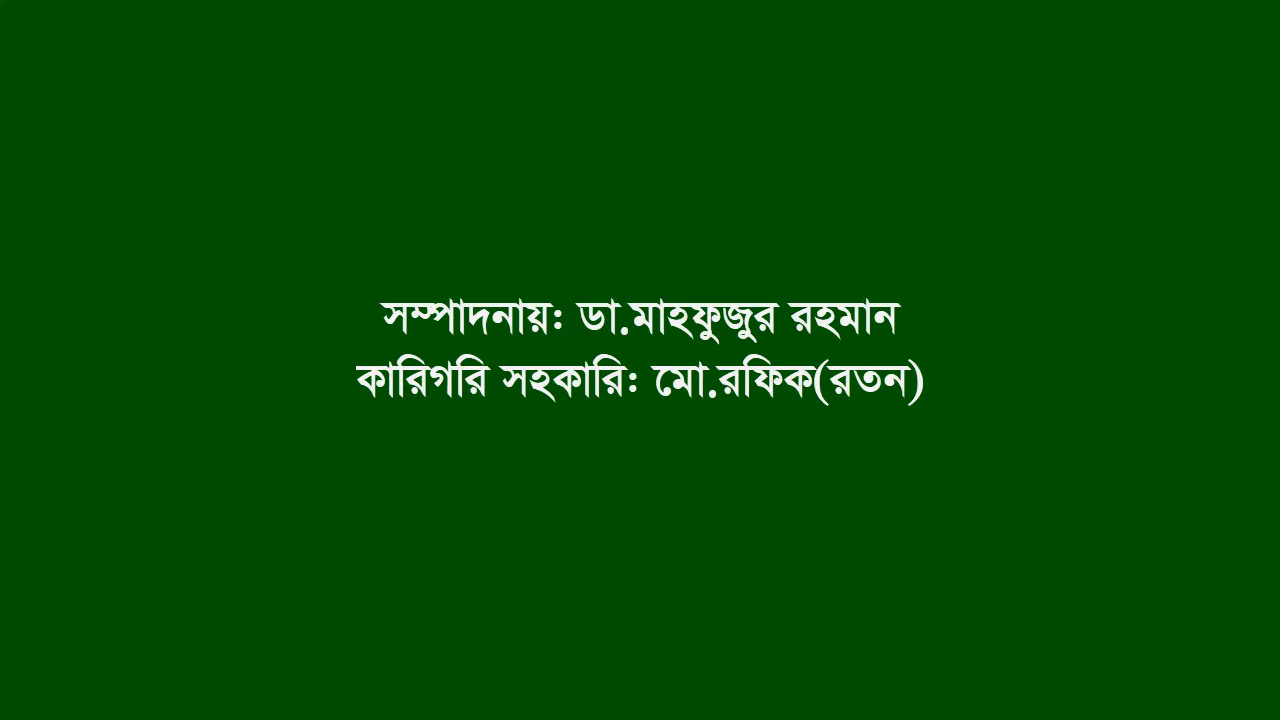 সম্পাদনায়: ডা.মাহফুজুর রহমান
কারিগরি সহকারি: মো.রফিক(রতন)